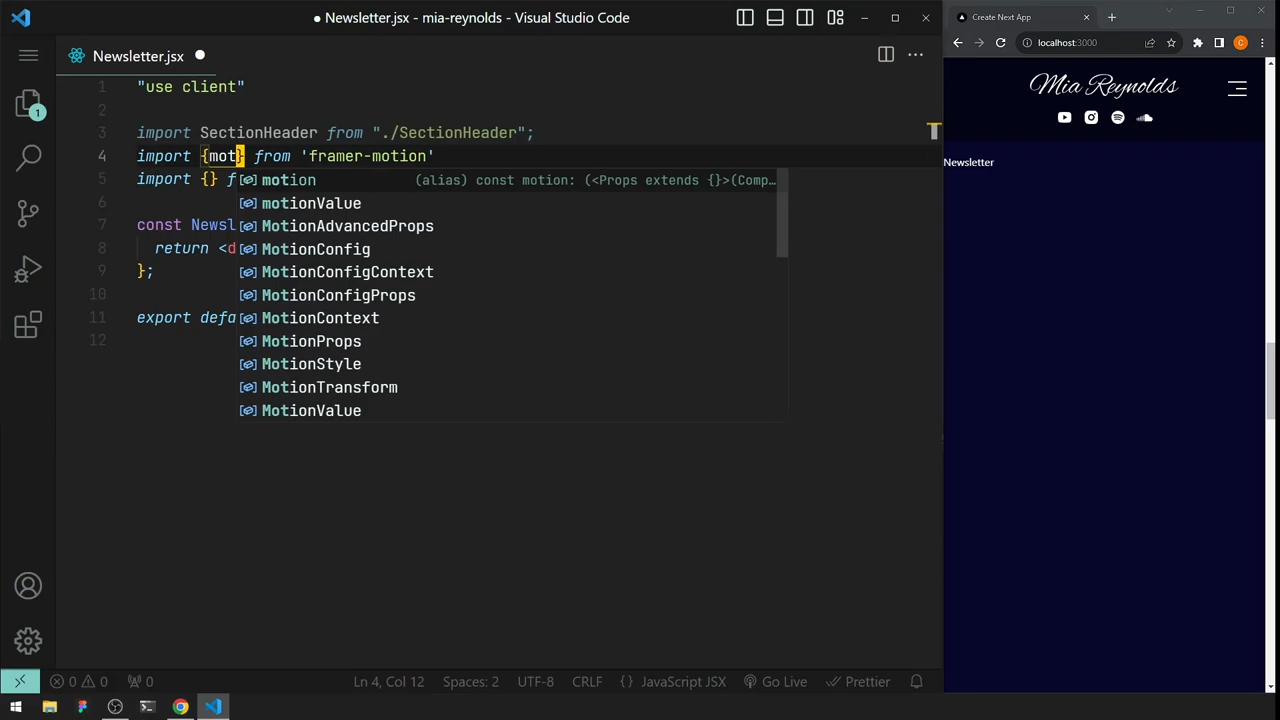 Newsletter.jsx - mia-reynolds - Visual Studio Code
Newsletter.jsx
1 "use client"
2
3 import SectionHeader from "./SectionHeader";
4 import {mot} from 'framer-motion'
5 import {} f
6
7 const Newsl
8 return <d
9 };
10
11 export defa
12
motion (alias) const motion: (<Props extends {}>(Comp…
motionValue
MotionAdvancedProps
MotionConfig
MotionConfigContext
MotionConfigProps
MotionContext
MotionProps
MotionStyle
MotionTransform
MotionValue
1
0 0 0 Ln 4, Col 12 Spaces: 2 UTF-8 CRLF {} JavaScript JSX Go Live Prettier
Create Next App
localhost:3000
C
Mia Reynolds
Newsletter